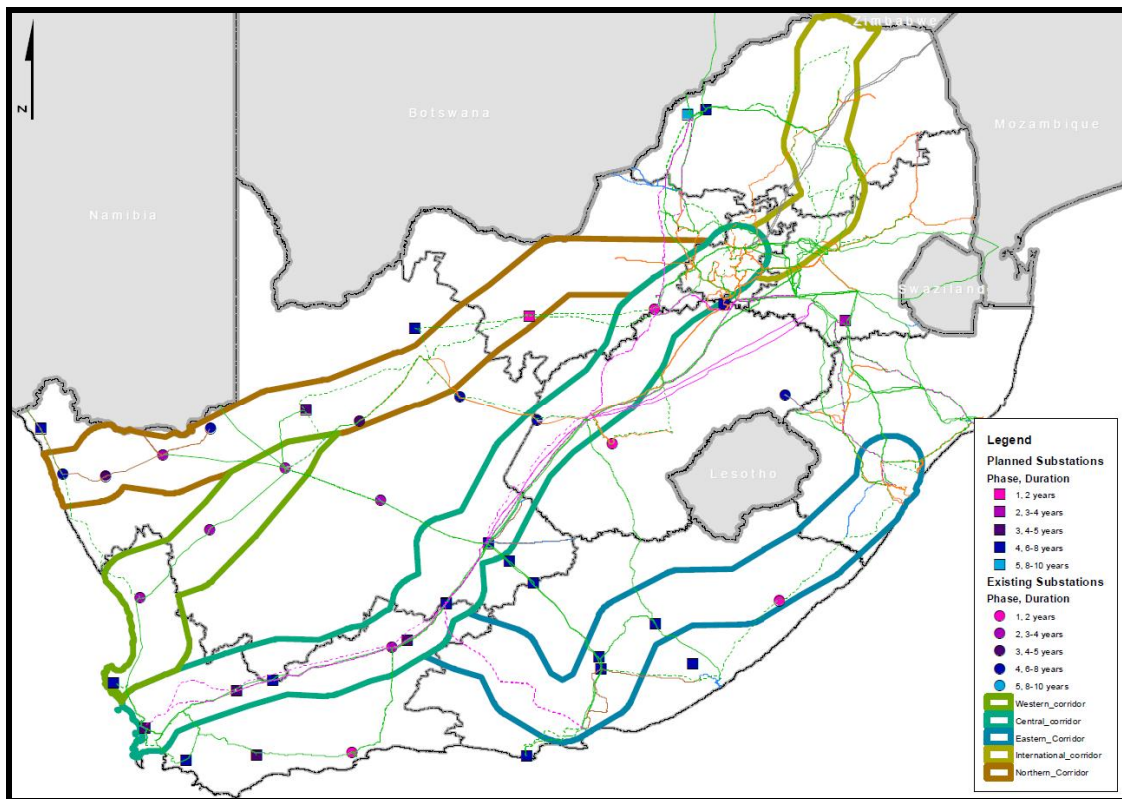 Zimbabwe
N
Botswana
Mozambique
Namibia
Swaziland
Lesotho
Legend
Planned Substations
Phase, Duration
1, 2 years
2, 3-4 years
3, 4-5 years
4, 6-8 years
5, 8-10 years
Existing Substations
Phase, Duration
1, 2 years
2, 3-4 years
3, 4-5 years
4, 6-8 years
5, 8-10 years
Western_corridor
Central_corridor
Eastern_Corridor
International_corridor
Northern_Corridor